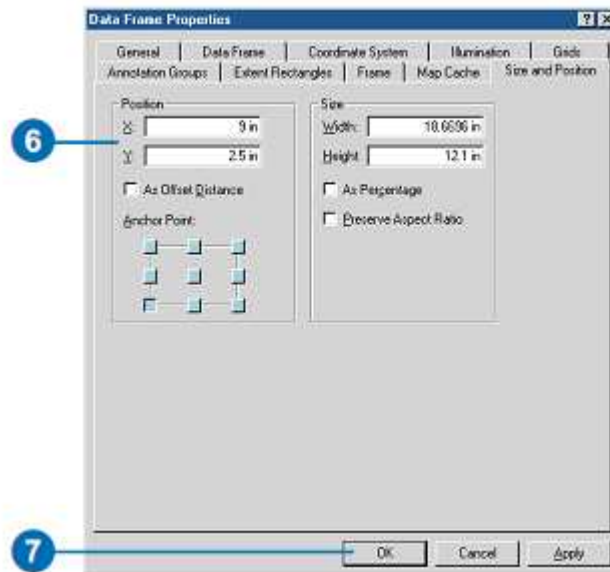 Data Frame Properties
General Data Frame Coordinate System Illumination Grids
Annotation Groups Extent Rectangles Frame Map Cache Size and Position
Position Size
X: 9 in Width: 18.6696 in
6
Y: 2.5 in Height: 12.1 in
As Offset Distance As Percentage
Anchor Point: Preserve Aspect Ratio
7 OK Cancel Apply